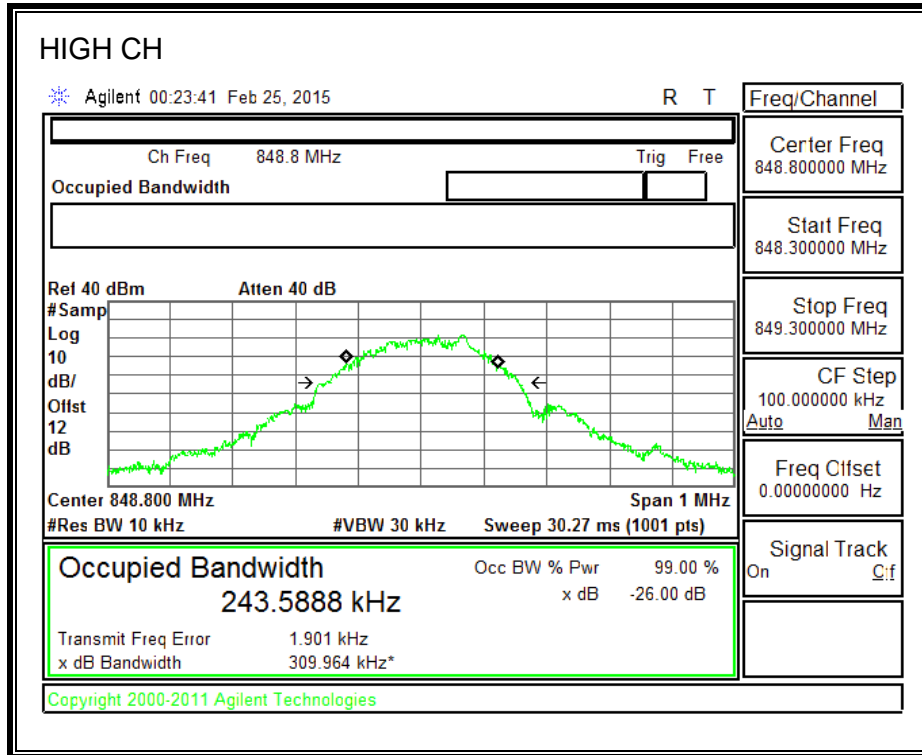 HIGH CH
Agilent 00:23:41 Feb 25, 2015 R T
Freq/Channel
Ch Freq 848.8 MHz Trig Free
Occupied Bandwidth
Center Freq
848.800000 MHz
Start Freq
848.300000 MHz
Stop Freq
849.300000 MHz
CF Step
100.000000 kHz
Auto Man
Freq Offset
0.00000000 Hz
Signal Track
On Off
Ref 40 dBm Atten 40 dB
#Samp
Log
10
dB/
Offst
12
dB
Center 848.800 MHz Span 1 MHz
#Res BW 10 kHz #VBW 30 kHz Sweep 30.27 ms (1001 pts)
Occupied Bandwidth Occ BW % Pwr 99.00 %
243.5888 kHz x dB -26.00 dB
Transmit Freq Error 1.901 kHz
x dB Bandwidth 309.964 kHz*
Copyright 2000-2011 Agilent Technologies